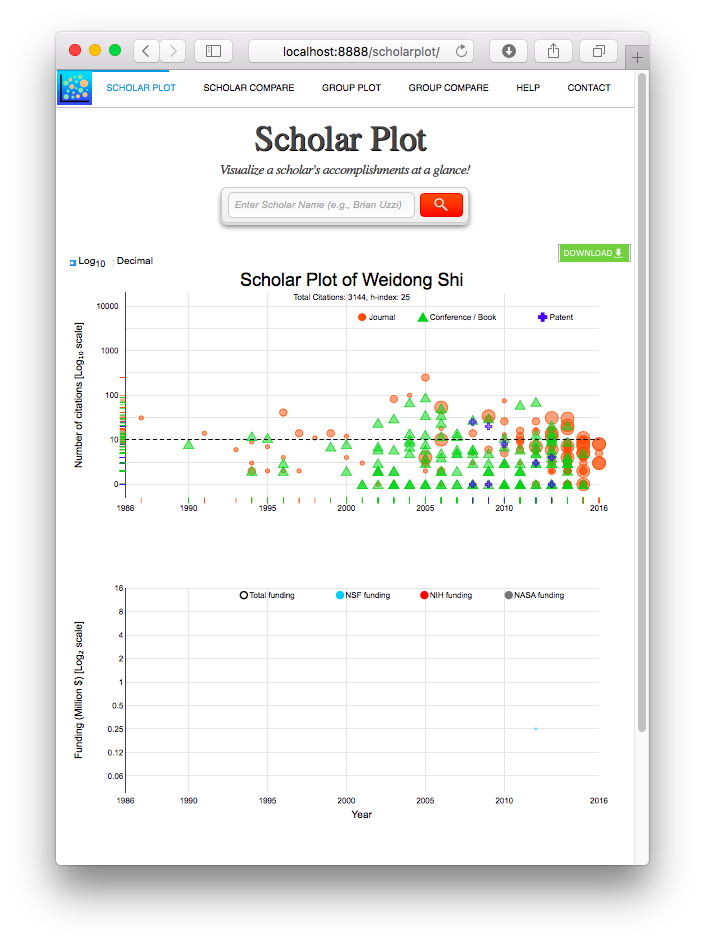 localhost:8888/scholarplot/
SCHOLAR PLOT SCHOLAR COMPARE GROUP PLOT GROUP COMPARE HELP CONTACT
Scholar Plot
Visualize a scholar's accomplishments at a glance!
Enter Scholar Name (e.g., Brian Uzzi)
DOWNLOAD
Log10 Decimal
Scholar Plot of Weidong Shi
Total Citations: 3144, h-index: 25
Journal Conference / Book Patent
Number of citations [Log10 scale]
10000
1000
100
10
0
1986 1990 1995 2000 2005 2010 2016
Total funding NSF funding NIH funding NASA funding
Funding (Million $) [Log2 scale]
16
8
4
2
1
0.5
0.25
0.12
0.06
1986 1990 1995 2000 2005 2010 2016
Year